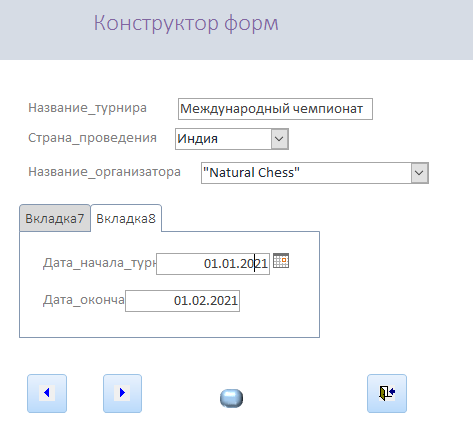 Конструктор форм
Название_турнира Международный чемпионат
Страна_проведения Индия
Название_организатора "Natural Chess"
Вкладка7 Вкладка8
Дата_начала_турн 01.01.2021
Дата_оконча 01.02.2021